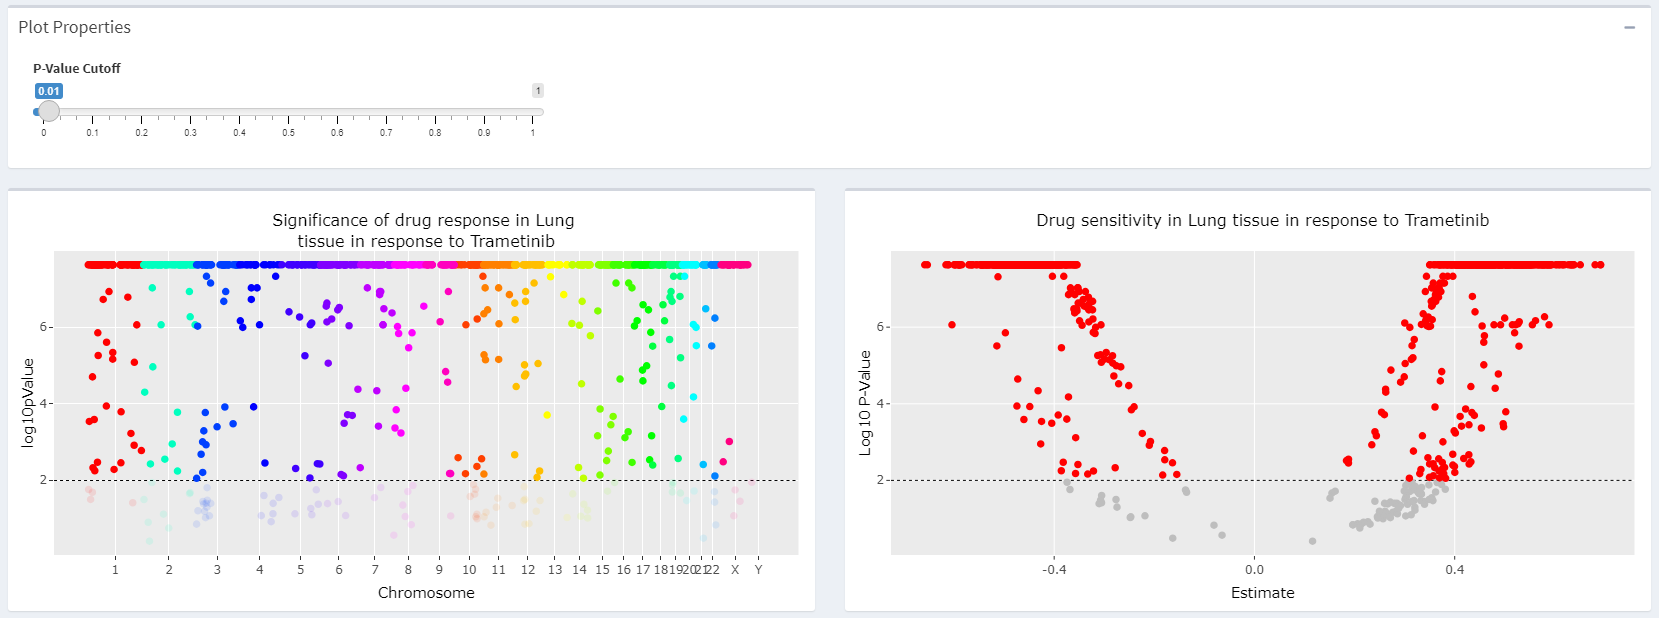 Plot Properties
P-Value Cutoff
0.01
1
0 0.1 0.2 0.3 0.4 0.5 0.6 0.7 0.8 0.9 1
Significance of drug response in Lung
tissue in response to Trametinib
log10pValue
6
4
2
1 2 3 4 5 6 7 8 9 10 11 12 13 14 15 16 17 18 19 20 21 22 X Y
Chromosome
Drug sensitivity in Lung tissue in response to Trametinib
Log10 P-Value
6
4
2
-0.4 0.0 0.4
Estimate